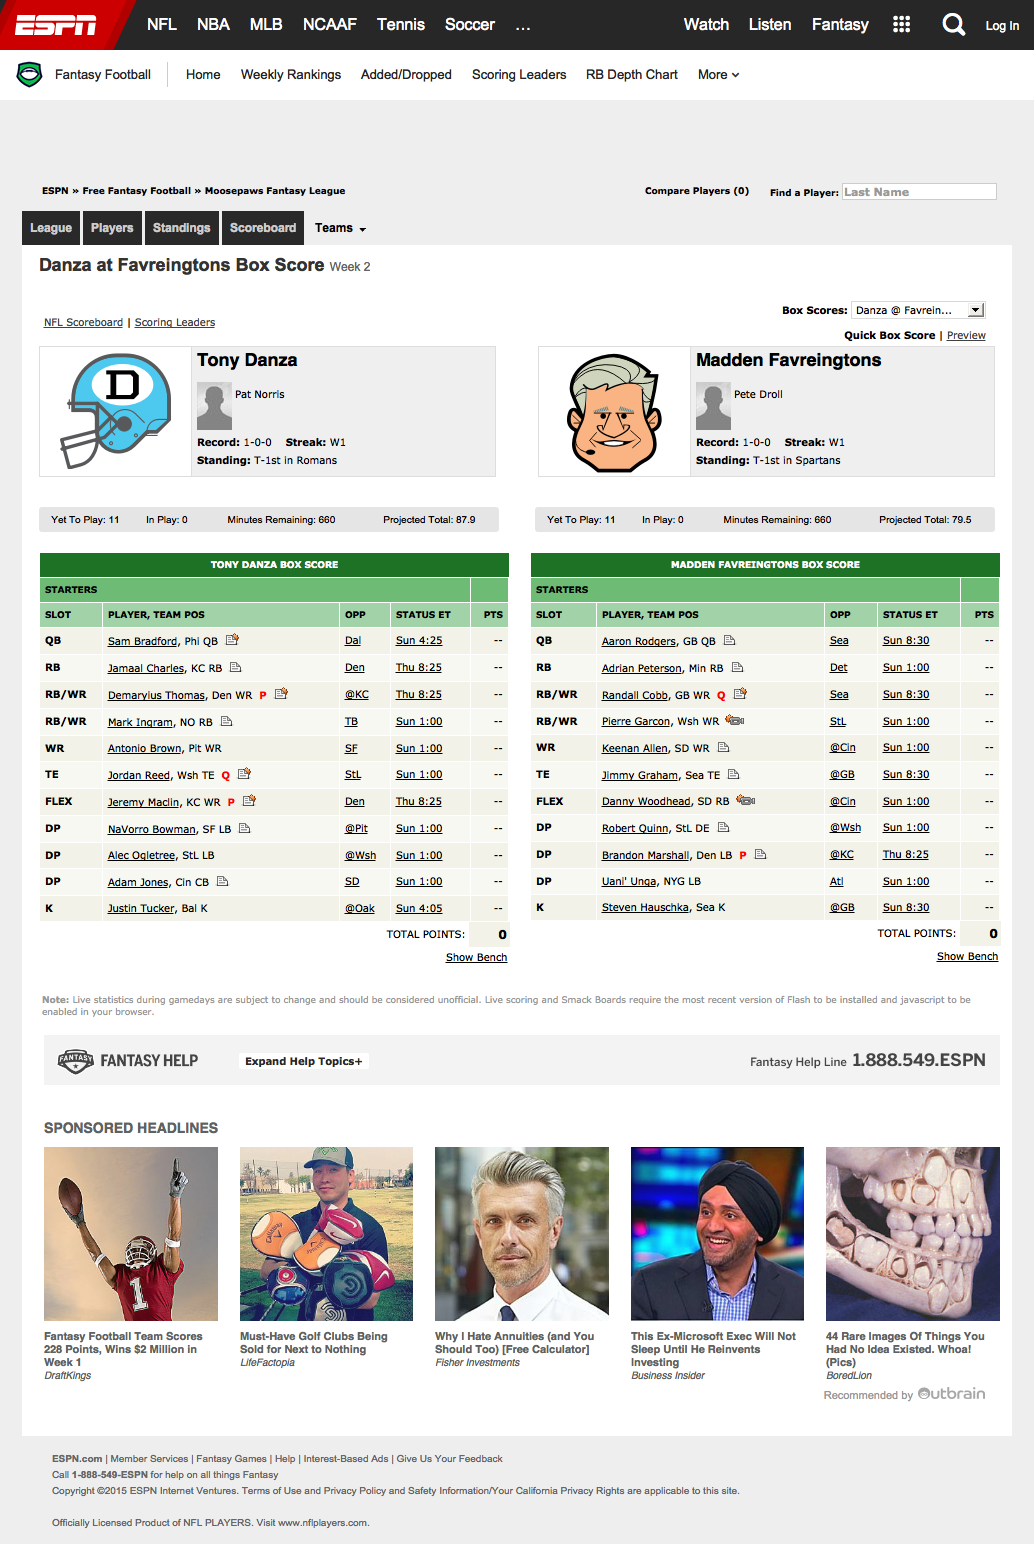 ESPN NFL NBA MLB NCAAF Tennis Soccer ... Watch Listen Fantasy Log In
Fantasy Football Home Weekly Rankings Added/Dropped Scoring Leaders RB Depth Chart More
ESPN » Free Fantasy Football » Moosepaws Fantasy League Compare Players (0) Find a Player: Last Name
League Players Standings Scoreboard Teams
Danza at Favreingtons Box Score Week 2
Box Scores: Danza @ Favrein...
NFL Scoreboard | Scoring Leaders
Quick Box Score | Preview
D
Tony Danza
Pat Norris
Record: 1-0-0 Streak: W1
Standing: T-1st in Romans
Madden Favreingtons
Pete Droll
Record: 1-0-0 Streak: W1
Standing: T-1st in Spartans
Yet To Play: 11 In Play: 0 Minutes Remaining: 660 Projected Total: 87.9
Yet To Play: 11 In Play: 0 Minutes Remaining: 660 Projected Total: 79.5
TONY DANZA BOX SCORE
STARTERS
SLOT PLAYER, TEAM POS OPP STATUS ET PTS
QB Sam Bradford, Phi QB Dal Sun 4:25 --
RB Jamaal Charles, KC RB Den Thu 8:25 --
RB/WR Demaryius Thomas, Den WR P @KC Thu 8:25 --
RB/WR Mark Ingram, NO RB TB Sun 1:00 --
WR Antonio Brown, Pit WR SF Sun 1:00 --
TE Jordan Reed, Wsh TE Q StL Sun 1:00 --
FLEX Jeremy Maclin, KC WR P Den Thu 8:25 --
DP NaVorro Bowman, SF LB @Pit Sun 1:00 --
DP Alec Ogletree, StL LB @Wsh Sun 1:00 --
DP Adam Jones, Cin CB SD Sun 1:00 --
K Justin Tucker, Bal K @Oak Sun 4:05 --
TOTAL POINTS: 0
Show Bench
MADDEN FAVREINGTONS BOX SCORE
STARTERS
SLOT PLAYER, TEAM POS OPP STATUS ET PTS
QB Aaron Rodgers, GB QB Sea Sun 8:30 --
RB Adrian Peterson, Min RB Det Sun 1:00 --
RB/WR Randall Cobb, GB WR Q Sea Sun 8:30 --
RB/WR Pierre Garcon, Wsh WR StL Sun 1:00 --
WR Keenan Allen, SD WR @Cin Sun 1:00 --
TE Jimmy Graham, Sea TE @GB Sun 8:30 --
FLEX Danny Woodhead, SD RB @Cin Sun 1:00 --
DP Robert Quinn, StL DE @Wsh Sun 1:00 --
DP Brandon Marshall, Den LB P @KC Thu 8:25 --
DP Uani' Unga, NYG LB Atl Sun 1:00 --
K Steven Hauschka, Sea K @GB Sun 8:30 --
TOTAL POINTS: 0
Show Bench
Note: Live statistics during gamedays are subject to change and should be considered unofficial. Live scoring and Smack Boards require the most recent version of Flash to be installed and javascript to be
enabled in your browser.
FANTASY FANTASY HELP Expand Help Topics+ Fantasy Help Line 1.888.549.ESPN
SPONSORED HEADLINES
1
Callaway
Fantasy Football Team Scores
228 Points, Wins $2 Million in
Week 1
DraftKings
Must-Have Golf Clubs Being
Sold for Next to Nothing
LifeFactopia
Why I Hate Annuities (and You
Should Too) [Free Calculator]
Fisher Investments
This Ex-Microsoft Exec Will Not
Sleep Until He Reinvents
Investing
Business Insider
44 Rare Images Of Things You
Had No Idea Existed. Whoa!
(Pics)
BoredLion
Recommended by Outbrain
ESPN.com | Member Services | Fantasy Games | Help | Interest-Based Ads | Give Us Your Feedback
Call 1-888-549-ESPN for help on all things Fantasy
Copyright ©2015 ESPN Internet Ventures. Terms of Use and Privacy Policy and Safety Information/Your California Privacy Rights are applicable to this site.
Officially Licensed Product of NFL PLAYERS. Visit www.nflplayers.com.